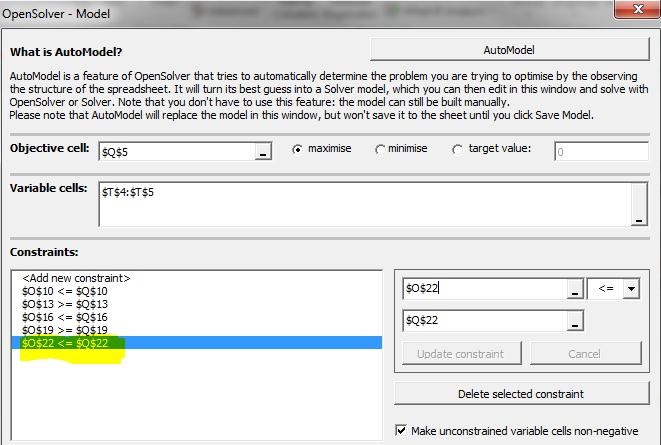 OpenSolver - Model
What is AutoModel?
AutoModel
AutoModel is a feature of OpenSolver that tries to automatically determine the problem you are trying to optimise by the observing
the structure of the spreadsheet. It will turn its best guess into a Solver model, which you can then edit in this window and solve with
OpenSolver or Solver. Note that you don't have to use this feature: the model can still be built manually.
Please note that AutoModel will replace the model in this window, but won't save it to the sheet until you click Save Model.
Objective cell: $Q$5 maximise minimise target value: 0
Variable cells: $T$4:$T$5
Constraints:
<Add new constraint>
$O$10 <= $Q$10
$O$13 >= $Q$13
$O$16 <= $Q$16
$O$19 >= $Q$19
$O$22 <= $Q$22
$O$22 <=
$Q$22
Update constraint Cancel
Delete selected constraint
Make unconstrained variable cells non-negative